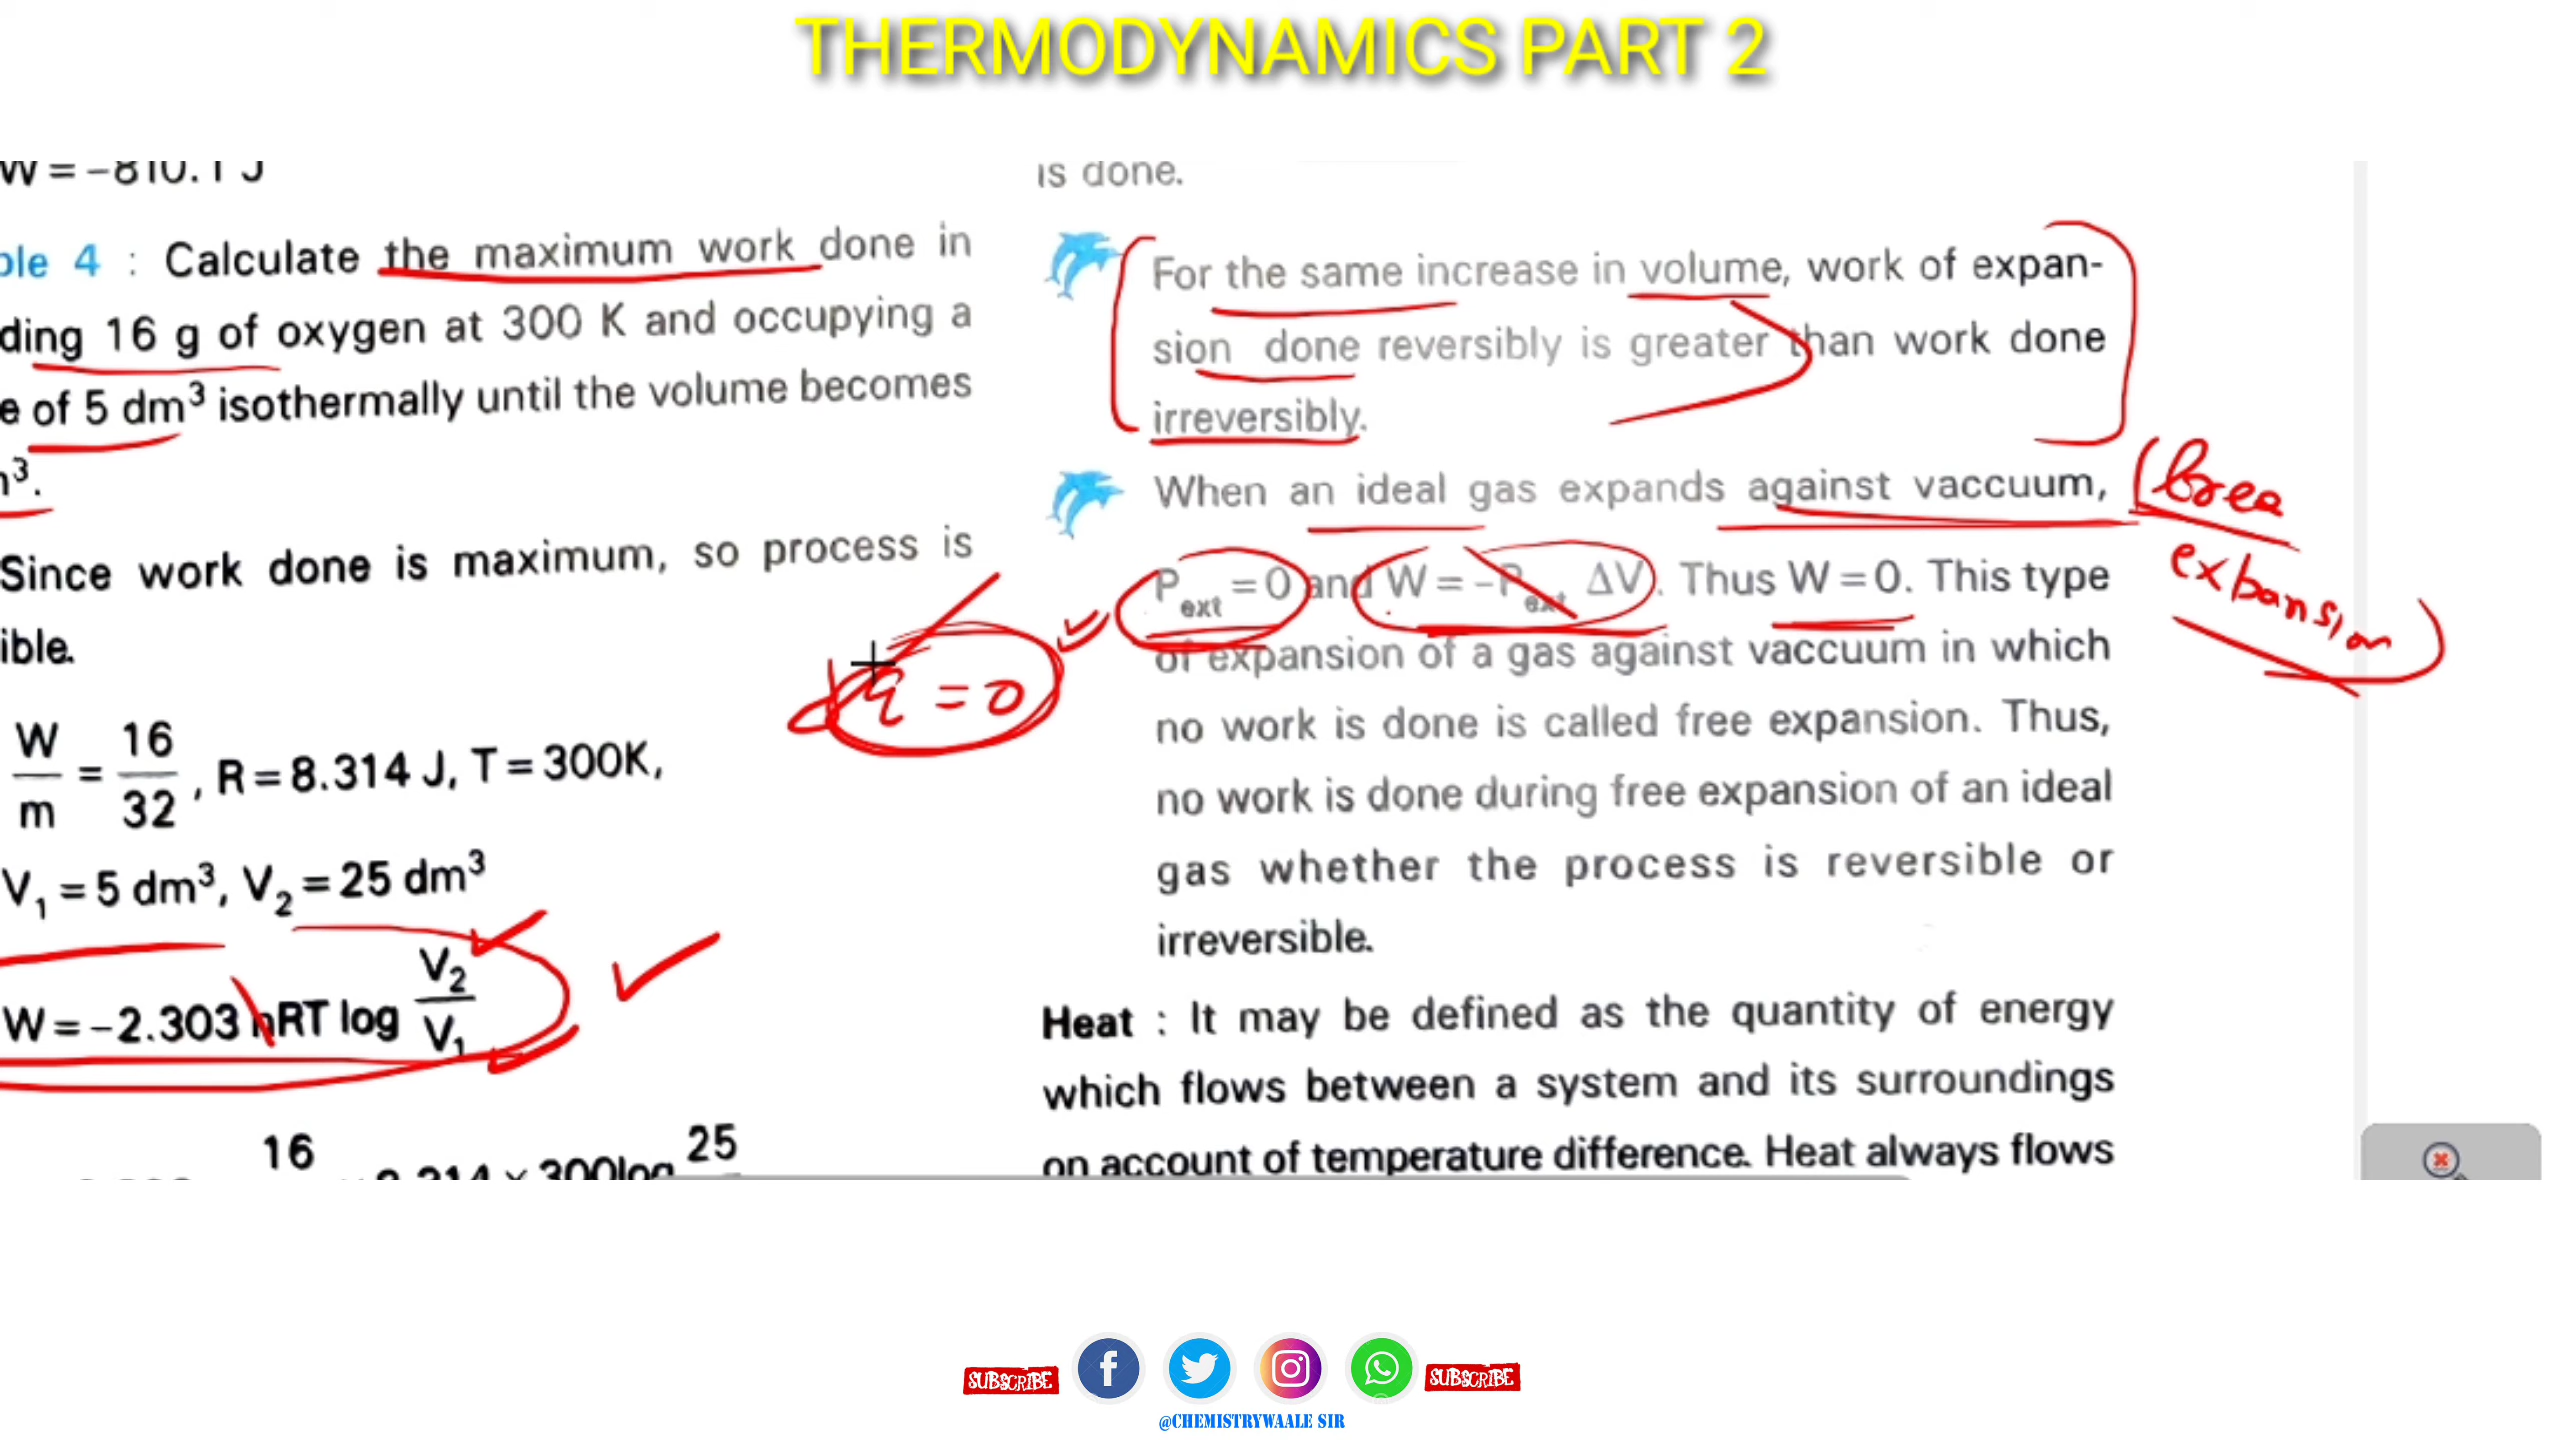 THERMODYNAMICS PART 2
W = -810.1 J
ple 4 : Calculate the maximum work done in
ding 16 g of oxygen at 300 K and occupying a
e of 5 dm³ isothermally until the volume becomes
m³.
Since work done is maximum, so process is
ible.
W/m = 16/32, R = 8.314 J, T = 300K,
V₁ = 5 dm³, V₂ = 25 dm³
W = -2.303 nRT log V₂/V₁
16 25
300log
is done.
For the same increase in volume, work of expan-
sion done reversibly is greater than work done
irreversibly.
When an ideal gas expands against vaccuum,
P ext = 0 and W = -P ext ΔV. Thus W = 0. This type
of expansion of a gas against vaccuum in which
no work is done is called free expansion. Thus,
no work is done during free expansion of an ideal
gas whether the process is reversible or
irreversible.
Heat : It may be defined as the quantity of energy
which flows between a system and its surroundings
on account of temperature difference. Heat always flows
(free
expansion)
q = 0
SUBSCRIBE SUBSCRIBE
@CHEMISTRYWAALE SIR